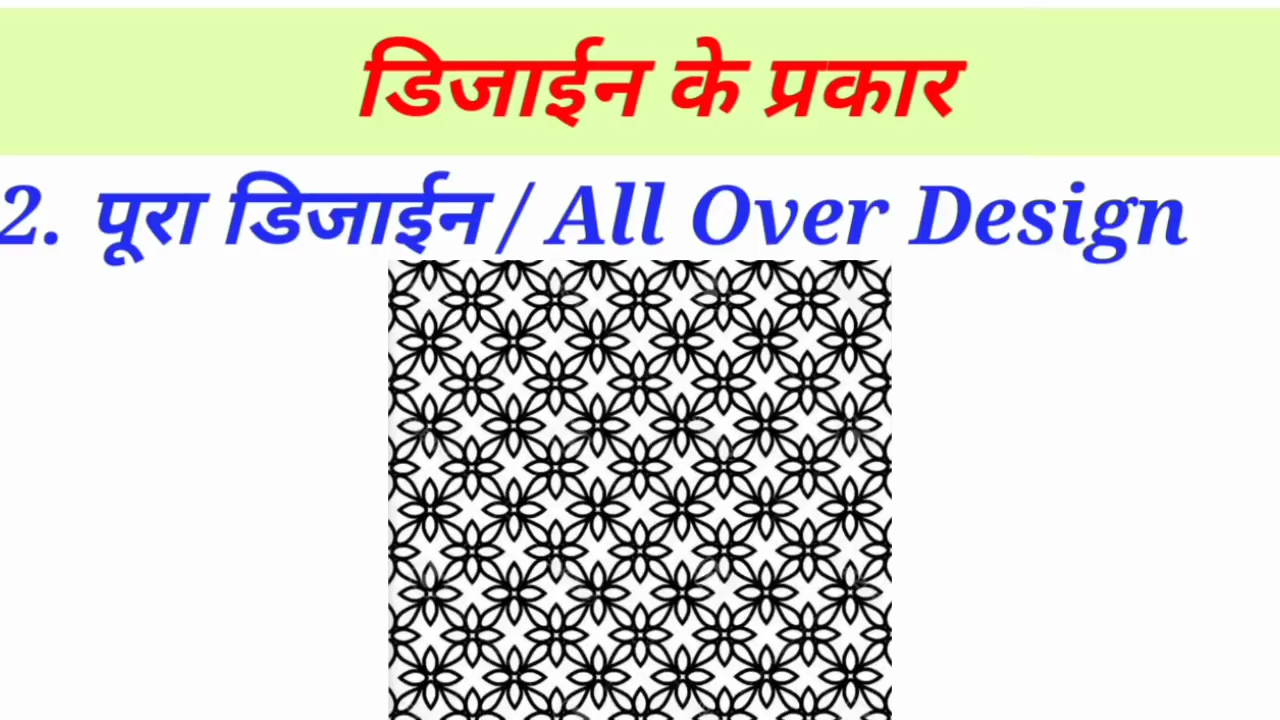 डिजाईन के प्रकार
2. पूरा डिजाईन/All Over Design